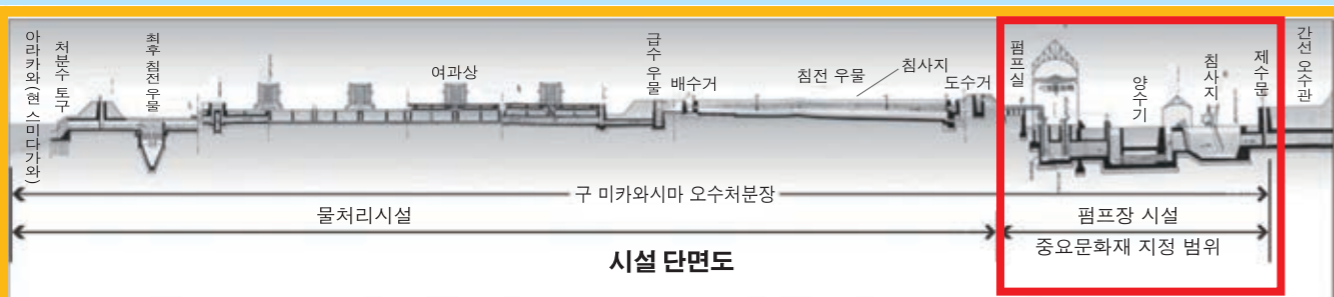 아라카와(현 스미다가와)
처분수 토구
최후 침전 우물
여과상
급수 우물
배수거
침전 우물
침사지
도수거
펌프실
양수기
침사지
제수문
간선 오수관
구 미카와시마 오수처분장
물처리시설
펌프장 시설
중요문화재 지정 범위
시설 단면도